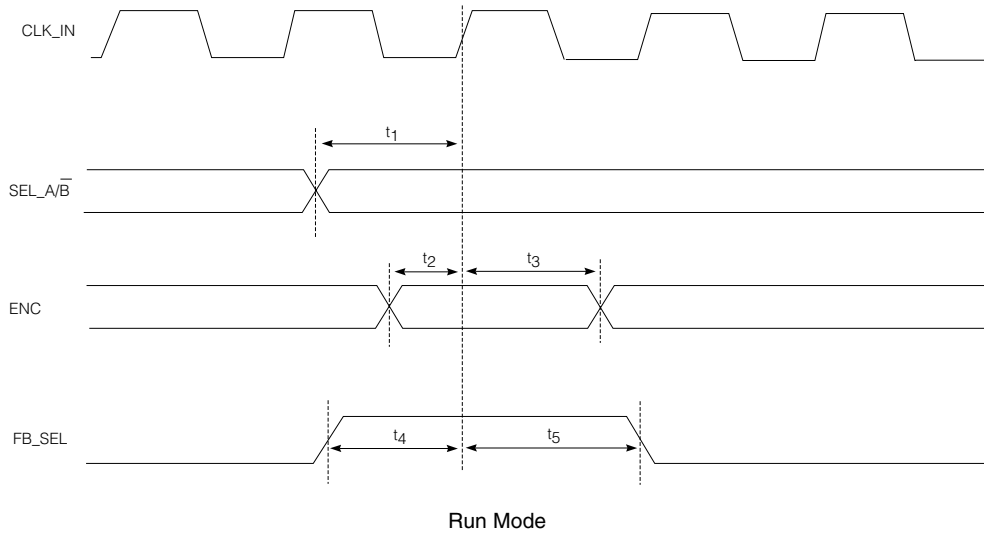 CLK_IN
t1
SEL_A/B̅
t2 t3
ENC
FB_SEL
t4 t5
Run Mode